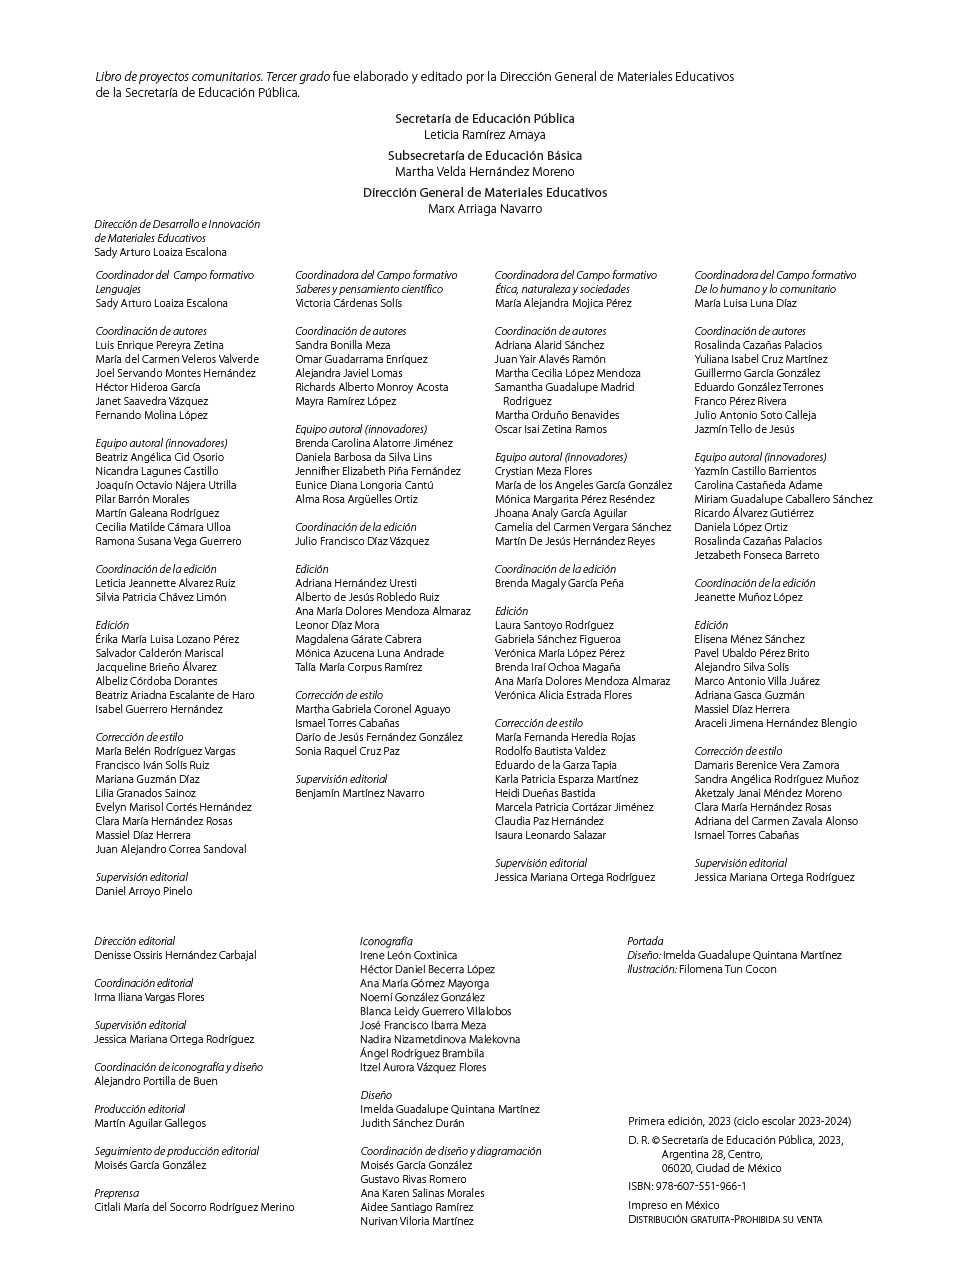 Libro de proyectos comunitarios. Tercer grado fue elaborado y editado por la Dirección General de Materiales Educativos
de la Secretaría de Educación Pública.
Secretaría de Educación Pública
Leticia Ramírez Amaya
Subsecretaría de Educación Básica
Martha Velda Hernández Moreno
Dirección General de Materiales Educativos
Marx Arriaga Navarro
Dirección de Desarrollo e Innovación
de Materiales Educativos
Sady Arturo Loaiza Escalona
Coordinador del Campo formativo
Lenguajes
Sady Arturo Loaiza Escalona
Coordinación de autores
Luis Enrique Pereyra Zetina
María del Carmen Veleros Valverde
Joel Servando Montes Hernández
Héctor Hideroa García
Janet Saavedra Vázquez
Fernando Molina López
Equipo autoral (innovadores)
Beatriz Angélica Cid Osorio
Nicandra Lagunes Castillo
Joaquín Octavio Nájera Utrilla
Pilar Barrón Morales
Martín Galeana Rodríguez
Cecilia Matilde Cámara Ulloa
Ramona Susana Vega Guerrero
Coordinación de la edición
Leticia Jeannette Alvarez Ruiz
Silvia Patricia Chávez Limón
Edición
Érika María Luisa Lozano Pérez
Salvador Calderón Mariscal
Jacqueline Brieño Álvarez
Albeliz Córdoba Dorantes
Beatriz Ariadna Escalante de Haro
Isabel Guerrero Hernández
Corrección de estilo
María Belén Rodríguez Vargas
Francisco Iván Solís Ruiz
Mariana Guzmán Díaz
Lilia Granados Sainoz
Evelyn Marisol Cortés Hernández
Clara María Hernández Rosas
Massiel Díaz Herrera
Juan Alejandro Correa Sandoval
Supervisión editorial
Daniel Arroyo Pinelo
Coordinadora del Campo formativo
Saberes y pensamiento científico
Victoria Cárdenas Solís
Coordinación de autores
Sandra Bonilla Meza
Omar Guadarrama Enríquez
Alejandra Javiel Lomas
Richards Alberto Monroy Acosta
Mayra Ramírez López
Equipo autoral (innovadores)
Brenda Carolina Alatorre Jiménez
Daniela Barbosa da Silva Lins
Jennifher Elizabeth Piña Fernández
Eunice Diana Longoria Cantú
Alma Rosa Argüelles Ortiz
Coordinación de la edición
Julio Francisco Díaz Vázquez
Edición
Adriana Hernández Uresti
Alberto de Jesús Robledo Ruiz
Ana María Dolores Mendoza Almaraz
Leonor Díaz Mora
Magdalena Gárate Cabrera
Mónica Azucena Luna Andrade
Talía María Corpus Ramírez
Corrección de estilo
Martha Gabriela Coronel Aguayo
Ismael Torres Cabañas
Darío de Jesús Fernández González
Sonia Raquel Cruz Paz
Supervisión editorial
Benjamín Martínez Navarro
Coordinadora del Campo formativo
Ética, naturaleza y sociedades
María Alejandra Mojica Pérez
Coordinación de autores
Adriana Alarid Sánchez
Juan Yair Alavés Ramón
Martha Cecilia López Mendoza
Samantha Guadalupe Madrid
Rodriguez
Martha Orduño Benavides
Oscar Isai Zetina Ramos
Equipo autoral (innovadores)
Crystian Meza Flores
María de los Angeles García González
Mónica Margarita Pérez Reséndez
Jhoana Analy García Aguilar
Camelia del Carmen Vergara Sánchez
Martín De Jesús Hernández Reyes
Coordinación de la edición
Brenda Magaly García Peña
Edición
Laura Santoyo Rodríguez
Gabriela Sánchez Figueroa
Verónica María López Pérez
Brenda Iraí Ochoa Magaña
Ana María Dolores Mendoza Almaraz
Verónica Alicia Estrada Flores
Corrección de estilo
María Fernanda Heredia Rojas
Rodolfo Bautista Valdez
Eduardo de la Garza Tapia
Karla Patricia Esparza Martínez
Heidi Dueñas Bastida
Marcela Patricia Cortázar Jiménez
Claudia Paz Hernández
Isaura Leonardo Salazar
Supervisión editorial
Jessica Mariana Ortega Rodríguez
Coordinadora del Campo formativo
De lo humano y lo comunitario
María Luisa Luna Díaz
Coordinación de autores
Rosalinda Cazañas Palacios
Yuliana Isabel Cruz Martínez
Guillermo García González
Eduardo González Terrones
Franco Pérez Rivera
Julio Antonio Soto Calleja
Jazmín Tello de Jesús
Equipo autoral (innovadores)
Yazmín Castillo Barrientos
Carolina Castañeda Adame
Miriam Guadalupe Caballero Sánchez
Ricardo Álvarez Gutiérrez
Daniela López Ortiz
Rosalinda Cazañas Palacios
Jetzabeth Fonseca Barreto
Coordinación de la edición
Jeanette Muñoz López
Edición
Elisena Ménez Sánchez
Pavel Ubaldo Pérez Brito
Alejandro Silva Solís
Marco Antonio Villa Juárez
Adriana Gasca Guzmán
Massiel Díaz Herrera
Araceli Jimena Hernández Blengio
Corrección de estilo
Damaris Berenice Vera Zamora
Sandra Angélica Rodríguez Muñoz
Aketzaly Janai Méndez Moreno
Clara María Hernández Rosas
Adriana del Carmen Zavala Alonso
Ismael Torres Cabañas
Supervisión editorial
Jessica Mariana Ortega Rodríguez
Dirección editorial
Denisse Ossiris Hernández Carbajal
Coordinación editorial
Irma Iliana Vargas Flores
Supervisión editorial
Jessica Mariana Ortega Rodríguez
Coordinación de iconografía y diseño
Alejandro Portilla de Buen
Producción editorial
Martín Aguilar Gallegos
Seguimiento de producción editorial
Moisés García González
Preprensa
Citlali María del Socorro Rodríguez Merino
Iconografía
Irene León Coxtinica
Héctor Daniel Becerra López
Ana María Gómez Mayorga
Noemí González González
Blanca Leidy Guerrero Villalobos
José Francisco Ibarra Meza
Nadira Nizametdinova Malekovna
Ángel Rodríguez Brambila
Itzel Aurora Vázquez Flores
Diseño
Imelda Guadalupe Quintana Martínez
Judith Sánchez Durán
Coordinación de diseño y diagramación
Moisés García González
Gustavo Rivas Romero
Ana Karen Salinas Morales
Aidee Santiago Ramírez
Nurivan Viloria Martínez
Portada
Diseño: Imelda Guadalupe Quintana Martínez
Ilustración: Filomena Tun Cocon
Primera edición, 2023 (ciclo escolar 2023-2024)
D. R. © Secretaría de Educación Pública, 2023,
Argentina 28, Centro,
06020, Ciudad de México
ISBN: 978-607-551-966-1
Impreso en México
DISTRIBUCIÓN GRATUITA-PROHIBIDA SU VENTA